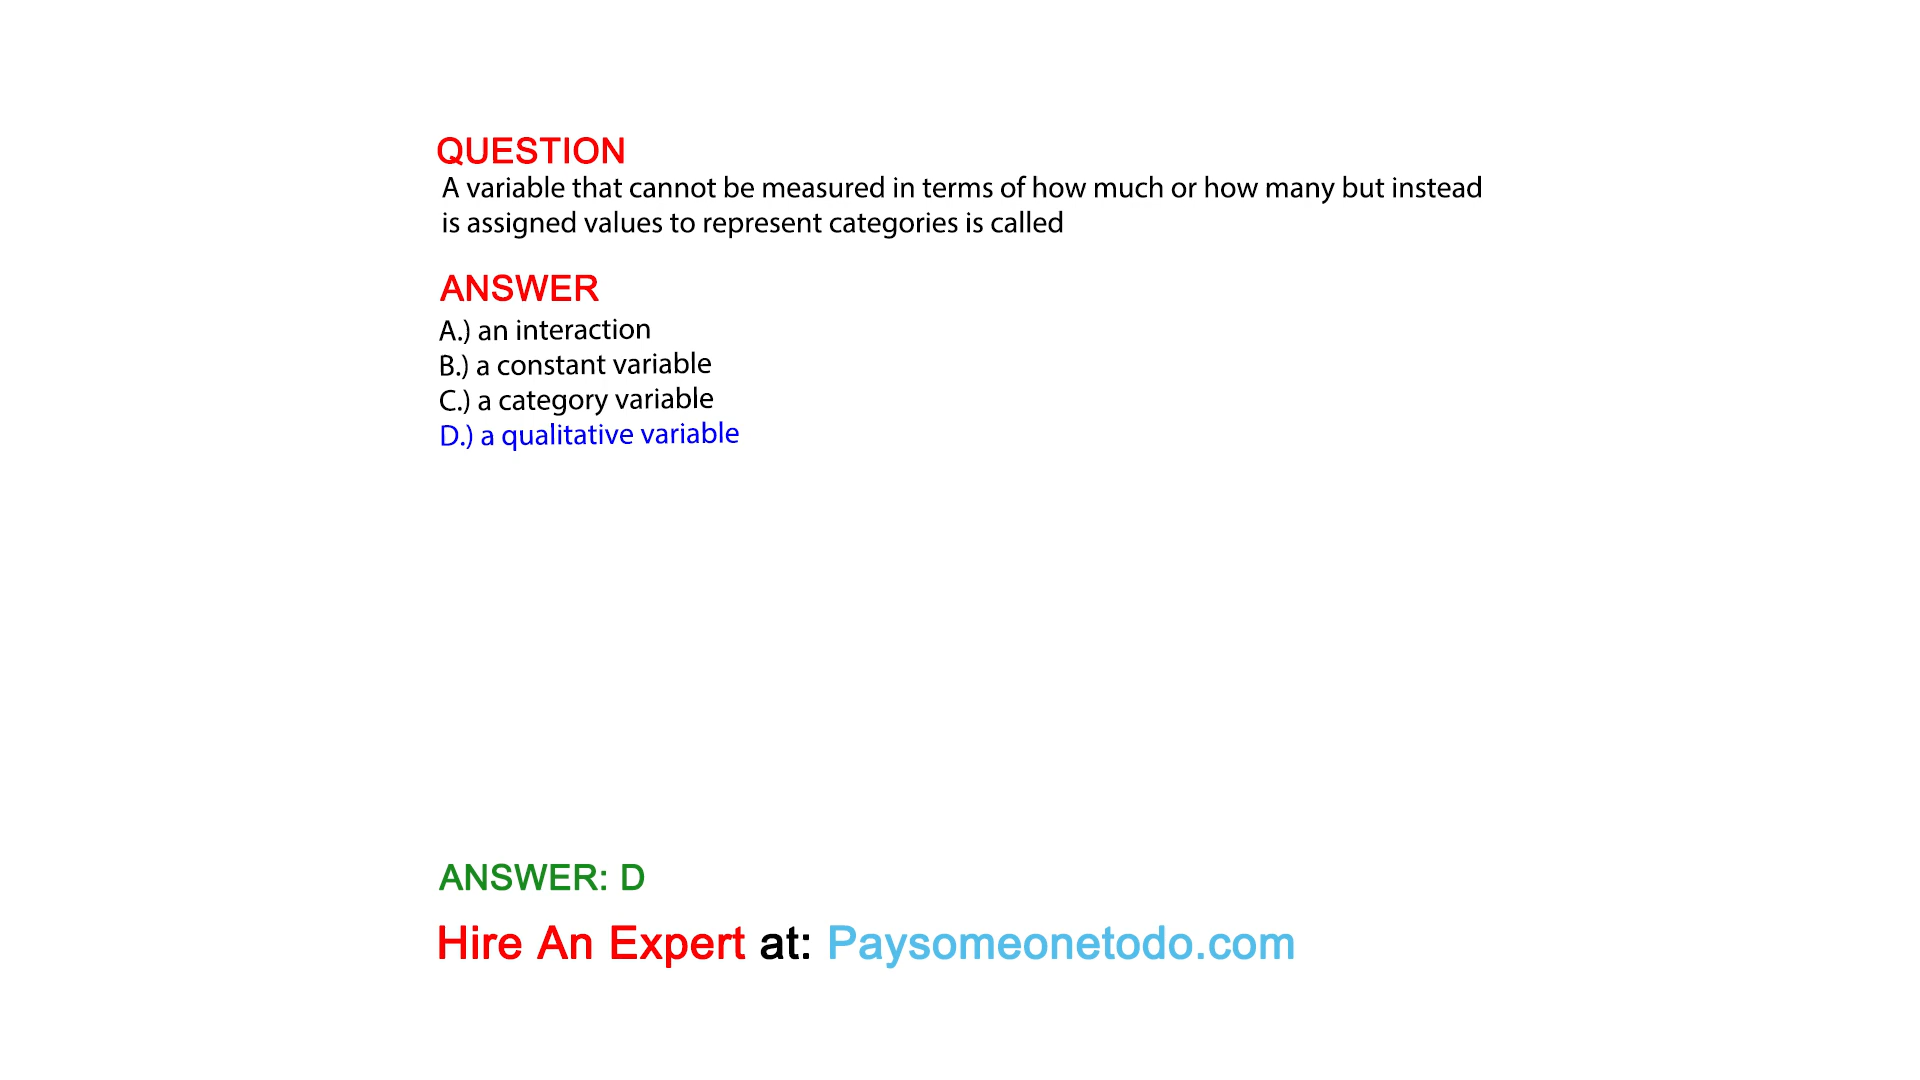 QUESTION
A variable that cannot be measured in terms of how much or how many but instead
is assigned values to represent categories is called
ANSWER
A.) an interaction
B.) a constant variable
C.) a category variable
D.) a qualitative variable
ANSWER: D
Hire An Expert at: Paysomeonetodo.com